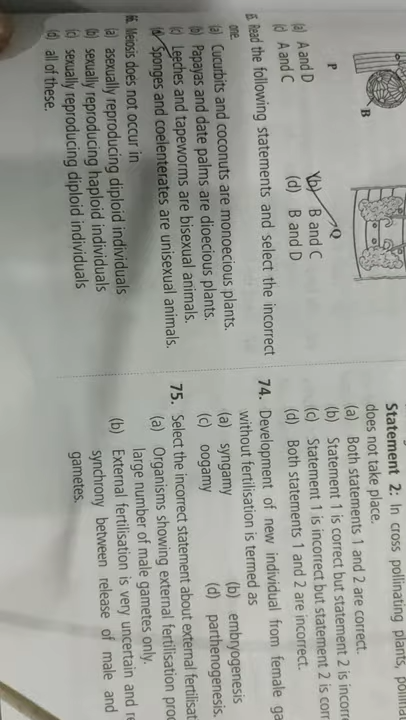 B
P
Q
(a) A and D
(b) B and C
(c) A and C
(d) B and D
Read the following statements and select the incorrect
one.
(a) Cucurbits and coconuts are monoecious plants.
(b) Papayas and date palms are dioecious plants.
(c) Leeches and tapeworms are bisexual animals.
(d) Sponges and coelenterates are unisexual animals.
Meiosis does not occur in
(a) asexually reproducing diploid individuals
(b) sexually reproducing haploid individuals
(c) sexually reproducing diploid individuals
(d) all of these.
Statement 2: In cross pollinating plants,
does not take place.
(a) Both statements 1 and 2 are correct.
(b) Statement 1 is correct but statement 2 is
(c) Statement 1 is incorrect but statement 2 is
(d) Both statements 1 and 2 are incorrect.
74. Development of new individual from female
without fertilisation is termed as
(a) syngamy
(b) embryogenesis
(c) oogamy
(d) parthenogenesis.
75. Select the incorrect statement about external
(a) Organisms showing external fertilisation
large number of male gametes only.
(b) External fertilisation is very uncertain and
synchrony between release of male and
gametes.